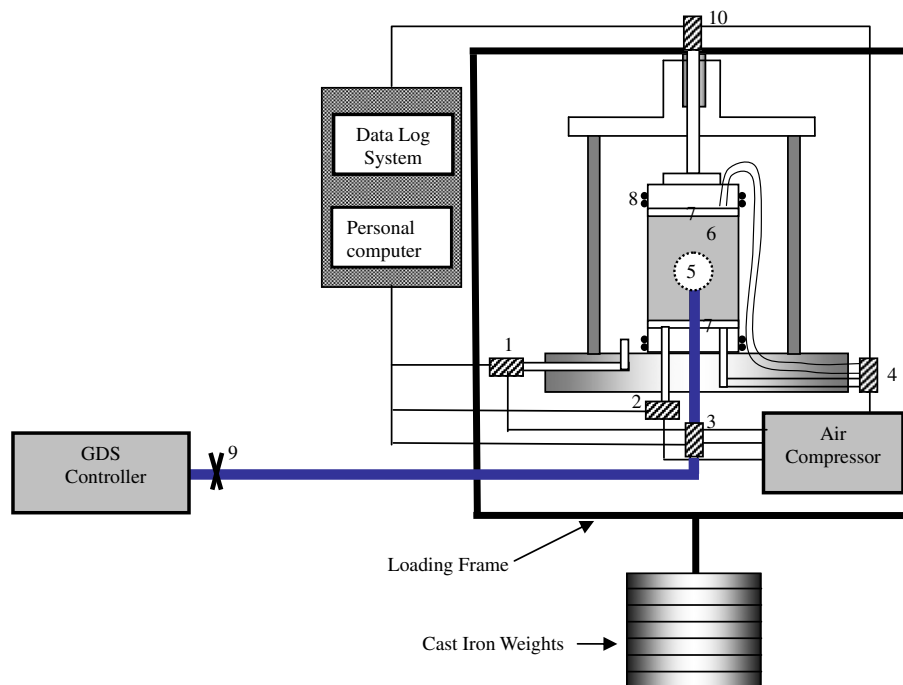 10
Data Log
System
8
7
6
Personal
computer
5
7
1
4
2
3
Air
Compressor
GDS
Controller
9
Loading Frame
Cast Iron Weights